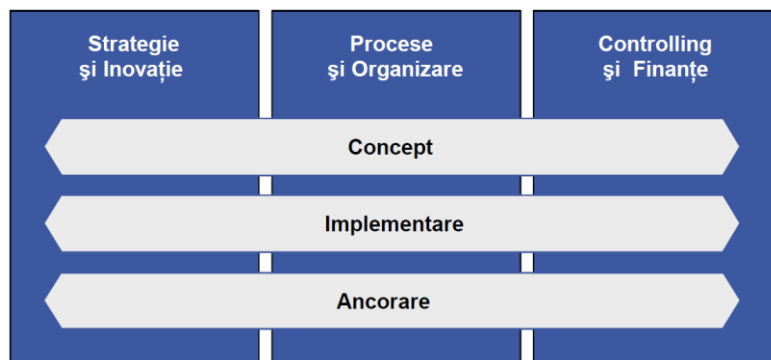 Strategie
şi Inovație
Procese
şi Organizare
Controlling
şi Finanțe
Concept
Implementare
Ancorare